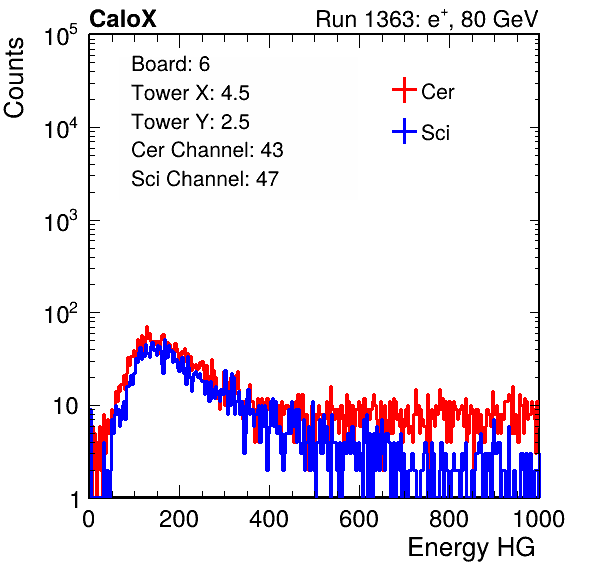 CaloX Run 1363: e⁺, 80 GeV
Counts
Board: 6
Tower X: 4.5
Tower Y: 2.5
Cer Channel: 43
Sci Channel: 47
Cer
Sci
10⁵
10⁴
10³
10²
10
1
0 200 400 600 800 1000
Energy HG